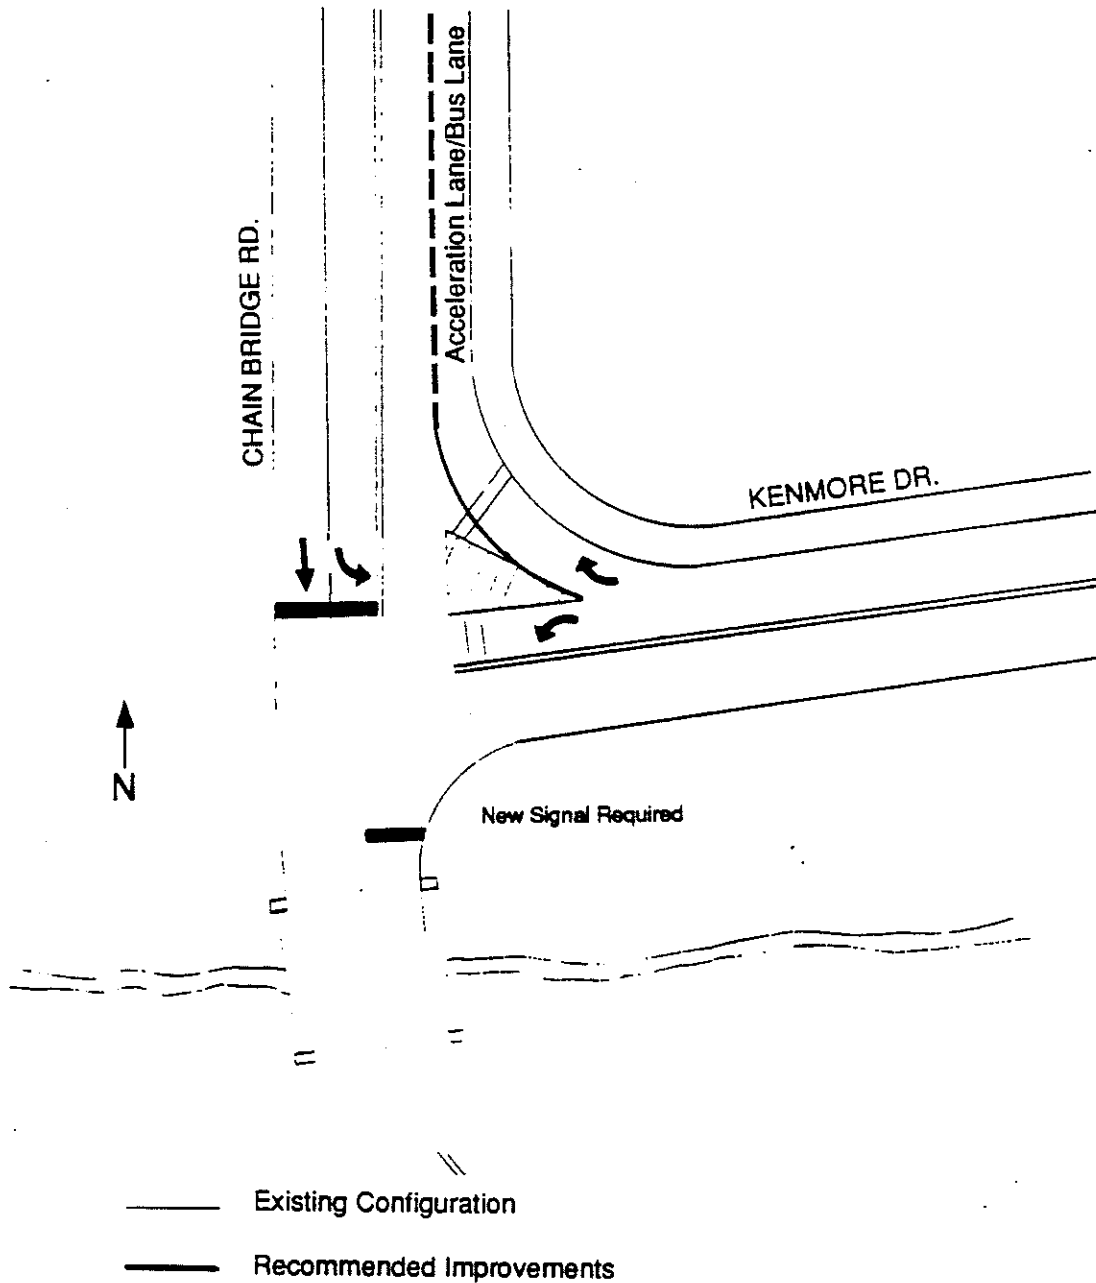 Acceleration Lane/Bus Lane
CHAIN BRIDGE RD.
KENMORE DR.
N
New Signal Required
Existing Configuration
Recommended Improvements